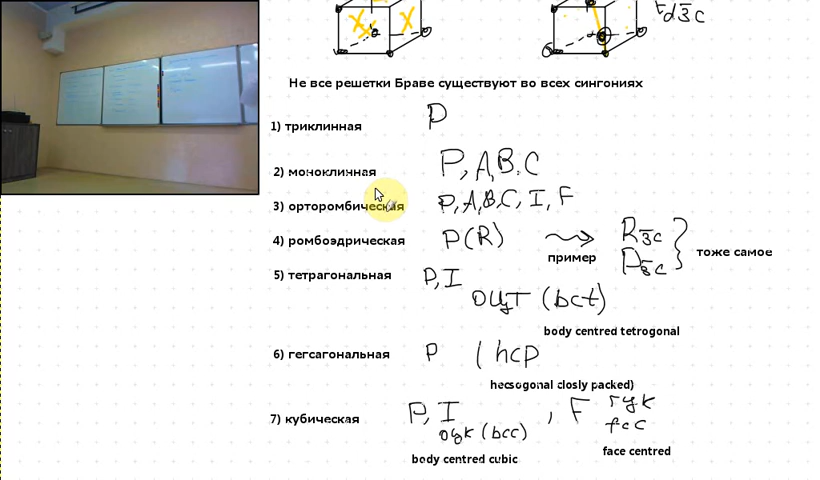 Fd3̅c
Не все решетки Браве существуют во всех сингониях
1) триклинная P
2) моноклинная P, A, B, C
3) орторомбическая P, A, B, C, I, F
4) ромбоэдрическая P(R) пример R3̅c P3̅c тоже самое
5) тетрагональная P, I
ОЦТ (bct)
body centred tetrogonal
6) гегсагональная P (hcp
hecsogonal closly packed)
7) кубическая P, I , F гцк
оцк (bcc) fcc
body centred cubic face centred